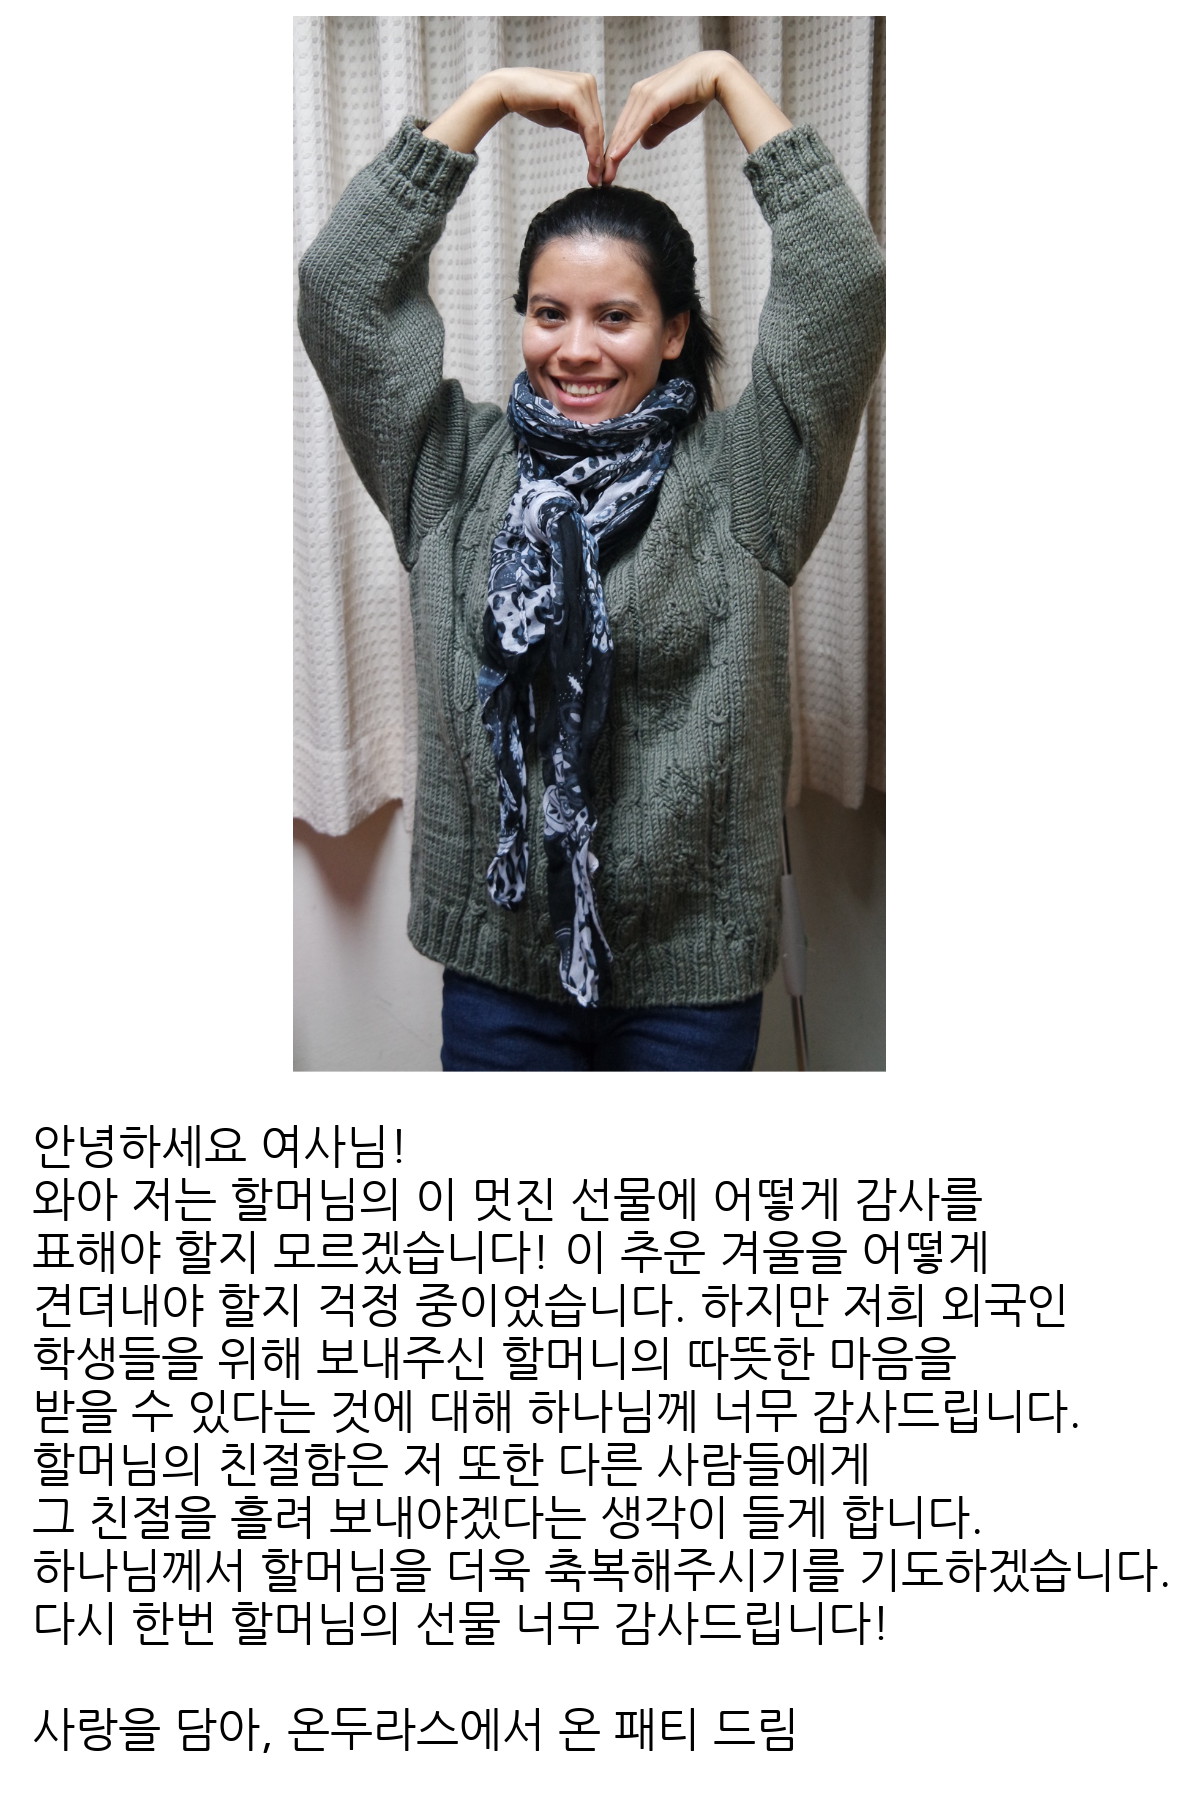 안녕하세요 여사님!
와아 저는 할머님의 이 멋진 선물에 어떻게 감사를
표해야 할지 모르겠습니다! 이 추운 겨울을 어떻게
견뎌내야 할지 걱정 중이었습니다. 하지만 저희 외국인
학생들을 위해 보내주신 할머니의 따뜻한 마음을
받을 수 있다는 것에 대해 하나님께 너무 감사드립니다.
할머님의 친절함은 저 또한 다른 사람들에게
그 친절을 흘려 보내야겠다는 생각이 들게 합니다.
하나님께서 할머님을 더욱 축복해주시기를 기도하겠습니다.
다시 한번 할머님의 선물 너무 감사드립니다!
사랑을 담아, 온두라스에서 온 패티 드림